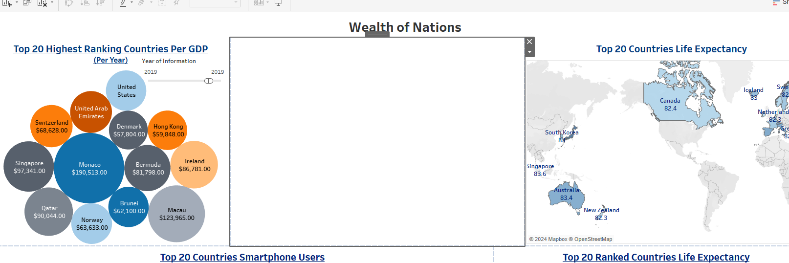 Wealth of Nations
Top 20 Highest Ranking Countries Per GDP
(Per Year)
Year of Information
2019
2019
United
States
United Arab
Emirates
Switzerland
$68,628.00
Denmark
$57,804.00
Hong Kong
$59,848.00
Singapore
$97,341.00
Monaco
$190,513.00
Bermuda
$81,798.00
Ireland
$86,781.00
Qatar
$90,044.00
Norway
$63,633.00
Brunei
$62,100.00
Macau
$123,965.00
Top 20 Countries Life Expectancy
Canada
82.4
Iceland
83
Netherland
82.3
South Korea
Singapore
83.6
Australia
83.4
New Zealand
82.3
© 2024 Mapbox © OpenStreetMap
Top 20 Countries Smartphone Users
Top 20 Ranked Countries Life Expectancy